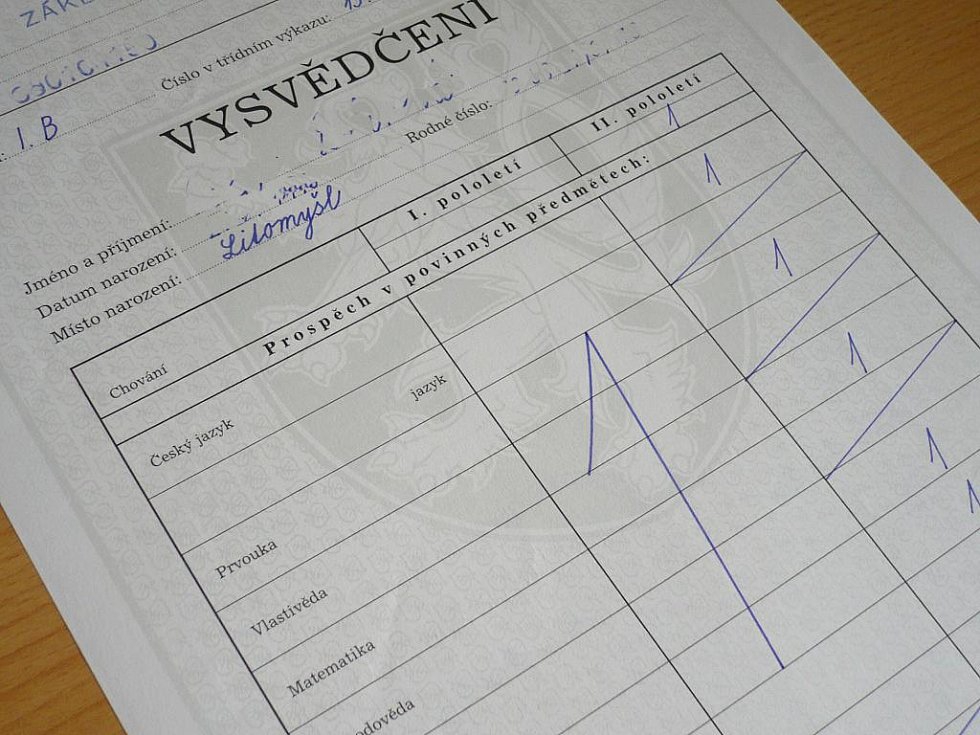 I. B
Číslo v třídním výkazu:
VYSVĚDČENÍ
Jméno a příjmení:
Datum narození: Rodné číslo:
Místo narození: Litomyšl
I. pololetí II. pololetí
Chování 1
Prospěch v povinných předmětech:
Český jazyk 1
jazyk
Prvouka 1
Vlastivěda
Matematika 1
1
1